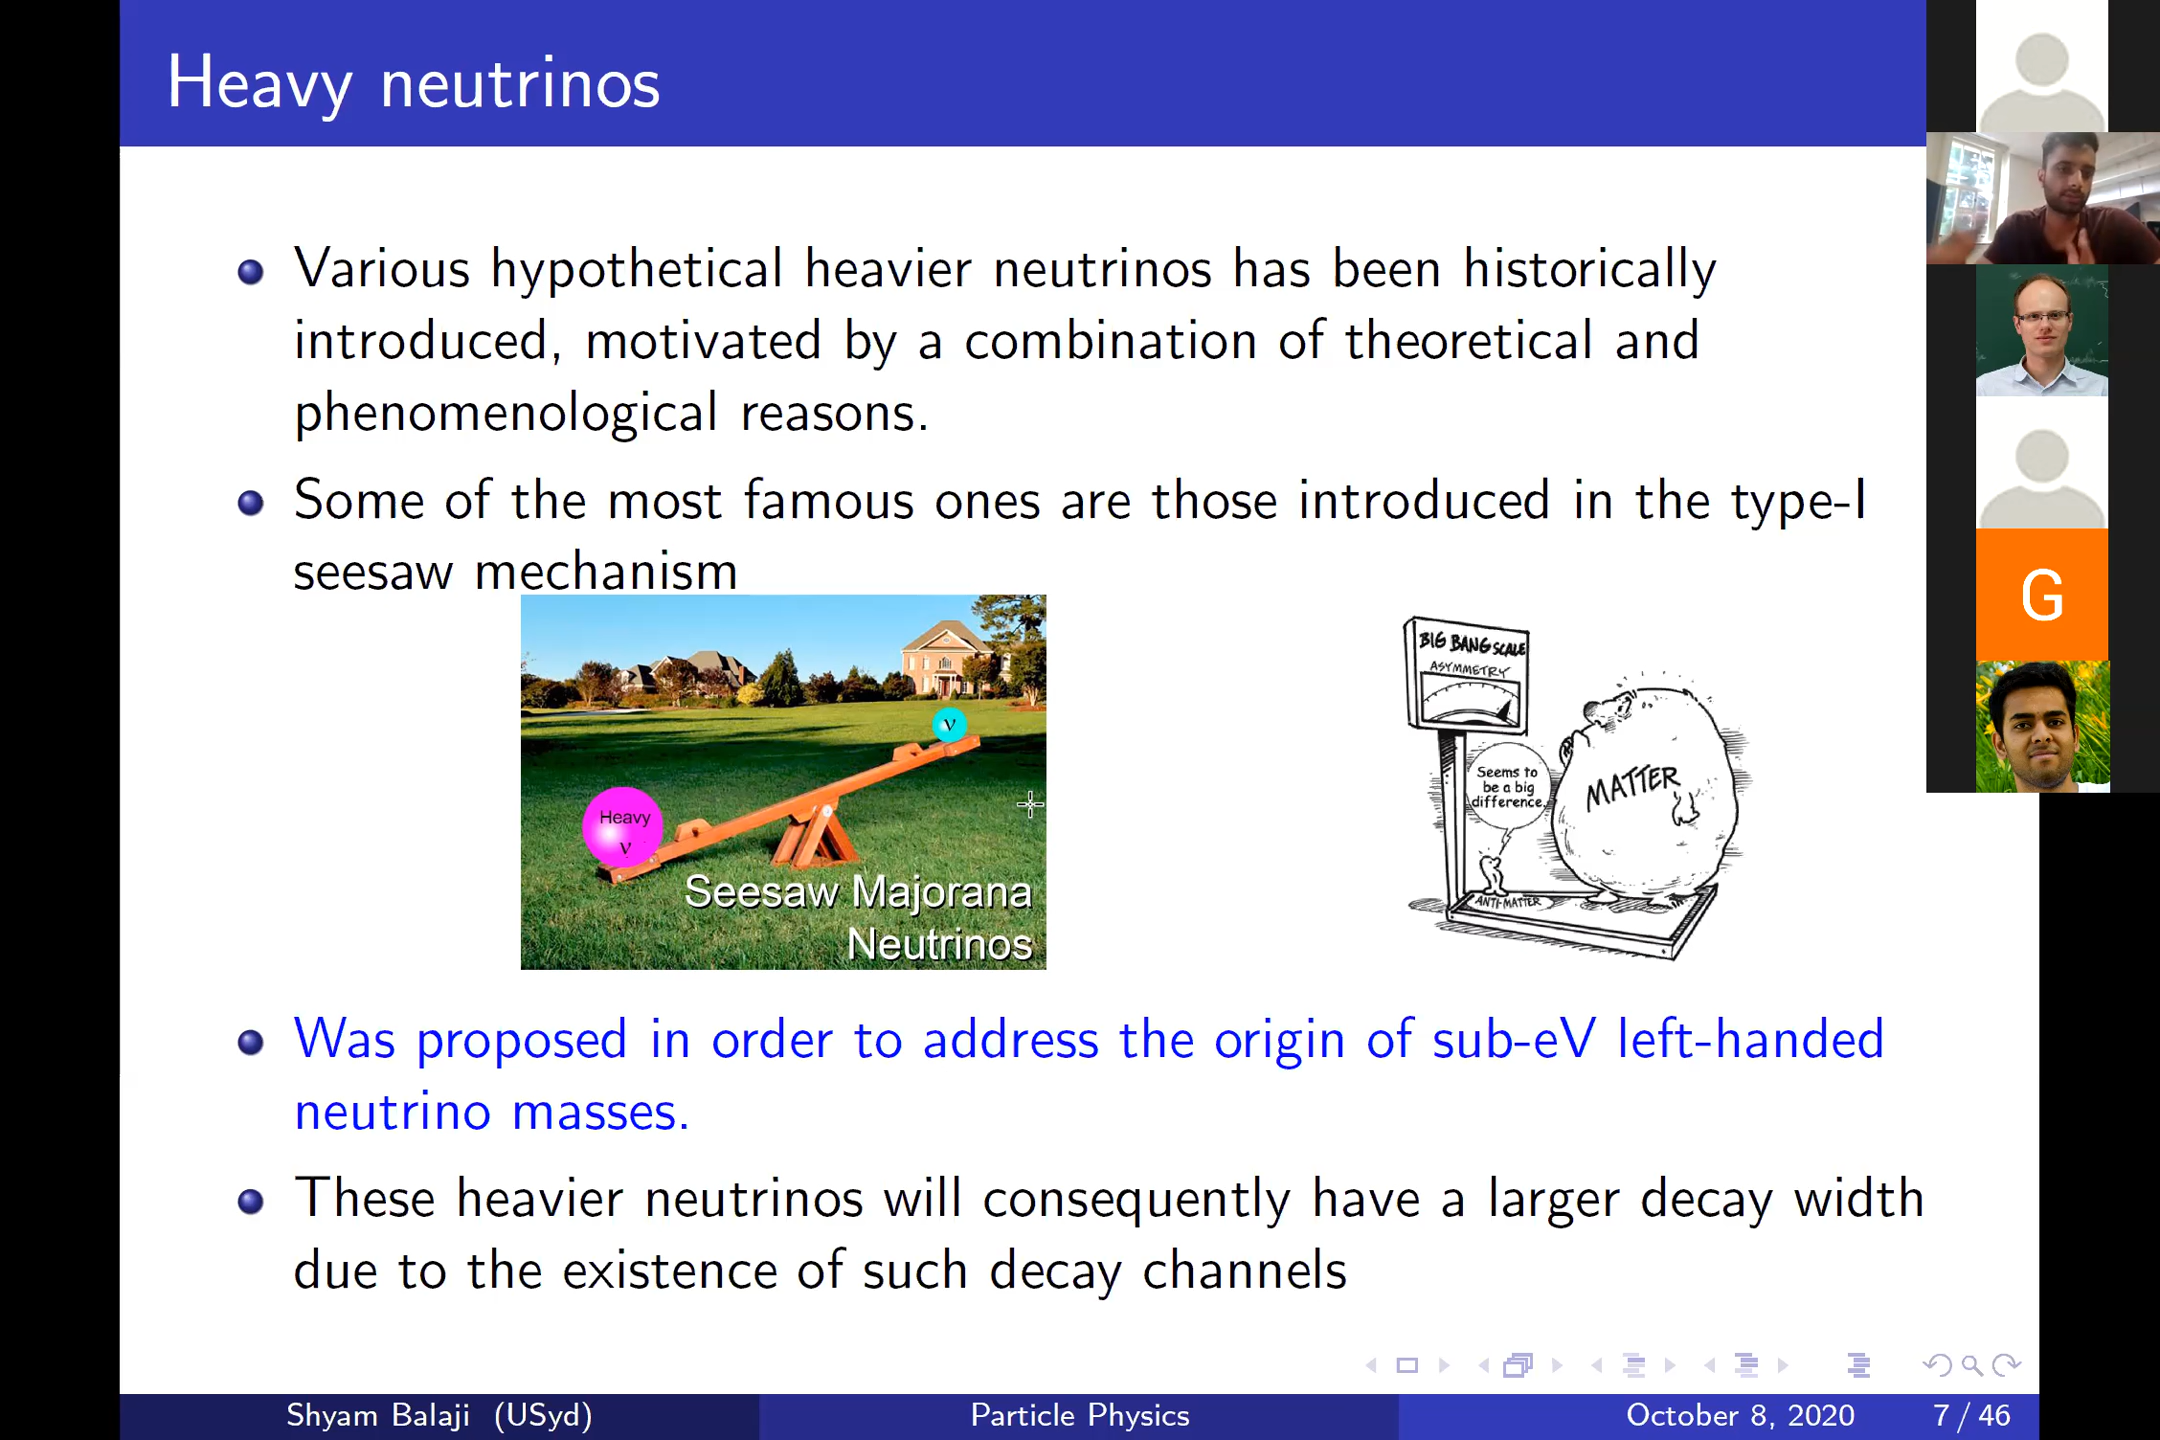 Heavy neutrinos
Various hypothetical heavier neutrinos has been historically
introduced, motivated by a combination of theoretical and
phenomenological reasons.
Some of the most famous ones are those introduced in the type-I
seesaw mechanism
Heavy
ν
ν
Seesaw Majorana
Neutrinos
BIG BANG SCALE
ASYMMETRY
Seems to
be a big
difference.
MATTER
ANTI-MATTER
Was proposed in order to address the origin of sub-eV left-handed
neutrino masses.
These heavier neutrinos will consequently have a larger decay width
due to the existence of such decay channels
Shyam Balaji (USyd)
Particle Physics
October 8, 2020
7 / 46
G